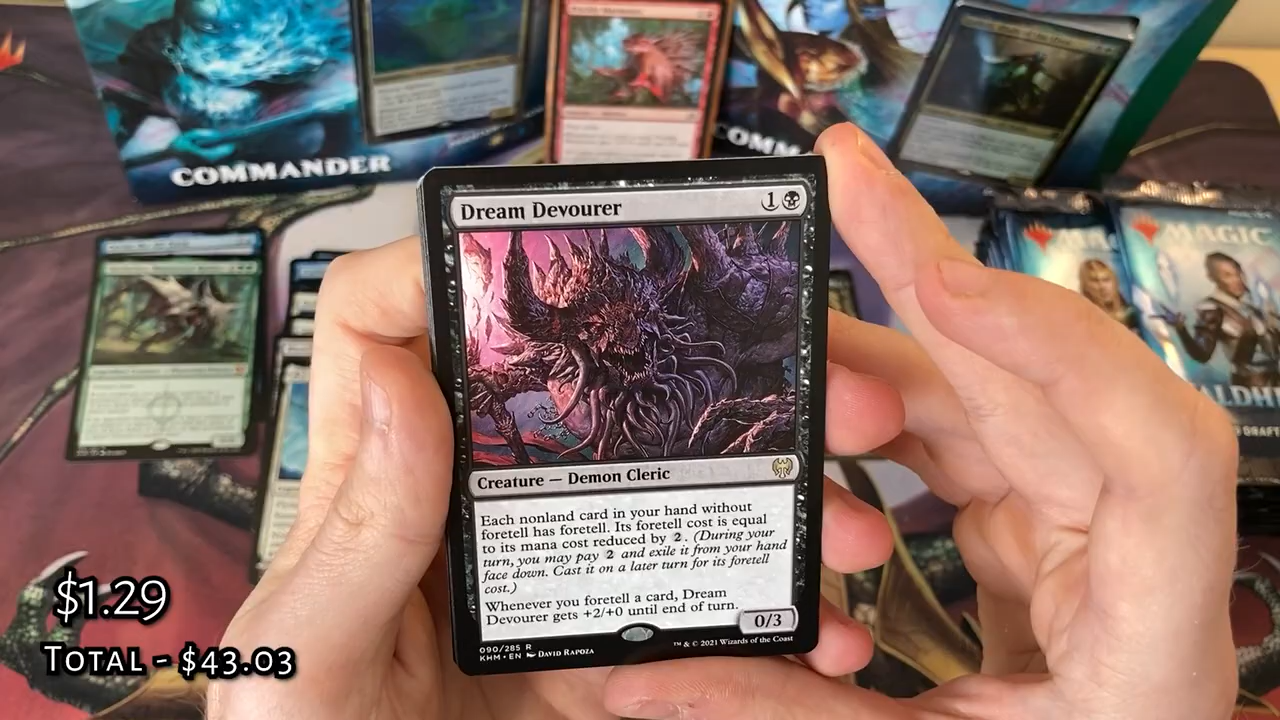 COMMANDER
COMM
MA
MAGIC
ALDHE
DRAFT
Dream Devourer
1
Creature — Demon Cleric
Each nonland card in your hand without
foretell has foretell. Its foretell cost is equal
to its mana cost reduced by 2. (During your
turn, you may pay 2 and exile it from your hand
face down. Cast it on a later turn for its foretell
cost.)
Whenever you foretell a card, Dream
Devourer gets +2/+0 until end of turn.
0/3
090/285 R
KHM • EN David Rapoza
™ & © 2021 Wizards of the Coast
$1.29
Total - $43.03